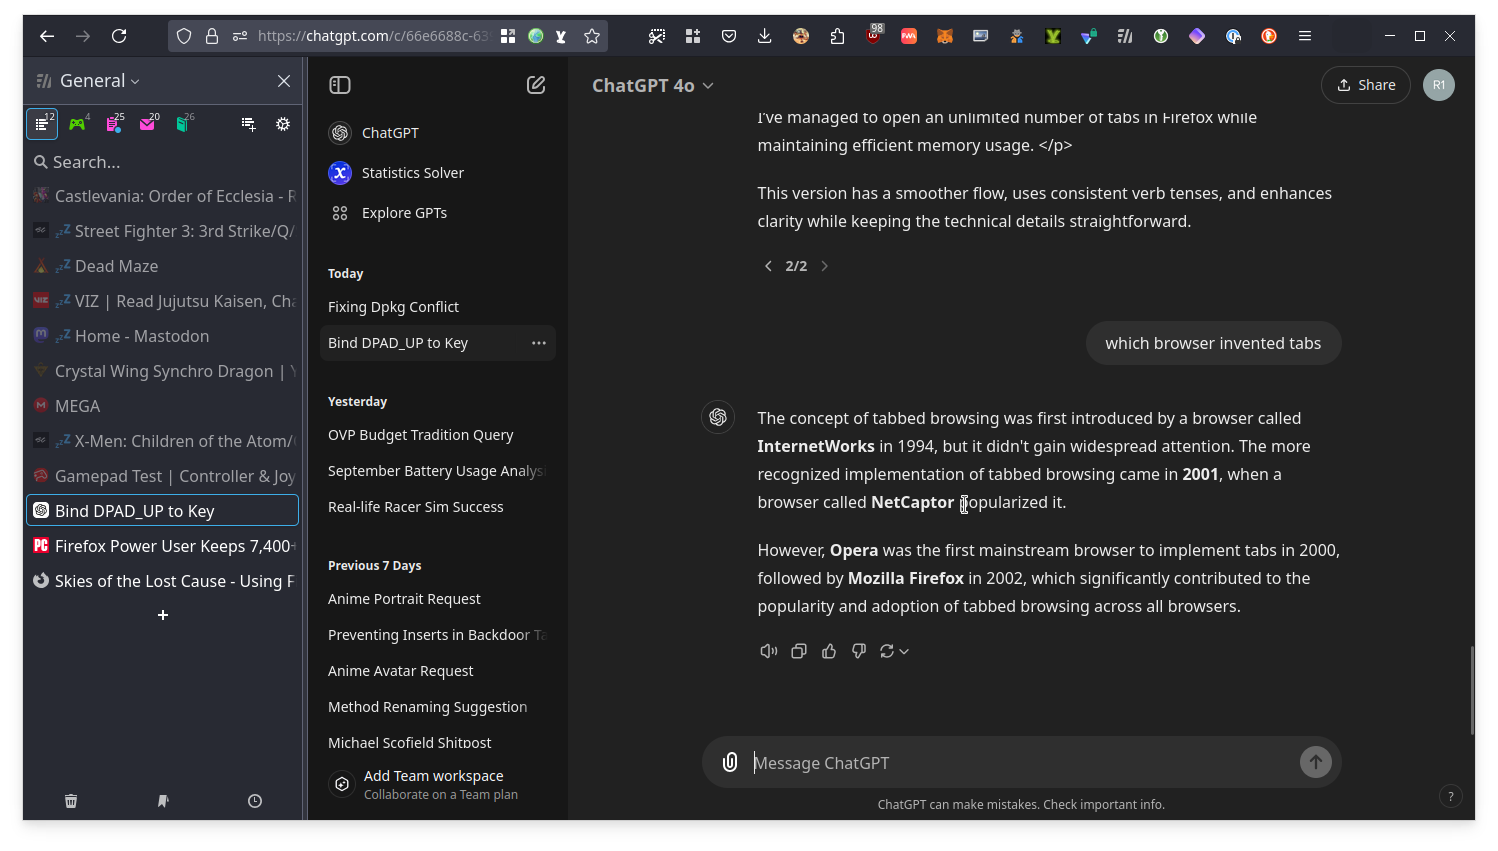 https://chatgpt.com/c/66e6688c-63
98
General
12
4
25
20
26
Search...
Castlevania: Order of Ecclesia - R
Street Fighter 3: 3rd Strike/Q/
Dead Maze
VIZ | Read Jujutsu Kaisen, Cha
Home - Mastodon
Crystal Wing Synchro Dragon | Y
MEGA
X-Men: Children of the Atom/
Gamepad Test | Controller & Joy
Bind DPAD_UP to Key
Firefox Power User Keeps 7,400+
Skies of the Lost Cause - Using F
ChatGPT
Statistics Solver
Explore GPTs
Today
Fixing Dpkg Conflict
Bind DPAD_UP to Key
Yesterday
OVP Budget Tradition Query
September Battery Usage Analys
Real-life Racer Sim Success
Previous 7 Days
Anime Portrait Request
Preventing Inserts in Backdoor Ta
Anime Avatar Request
Method Renaming Suggestion
Michael Scofield Shitpost
Add Team workspace
Collaborate on a Team plan
ChatGPT 4o
Share
R1
I've managed to open an unlimited number of tabs in Firefox while
maintaining efficient memory usage. </p>
This version has a smoother flow, uses consistent verb tenses, and enhances
clarity while keeping the technical details straightforward.
2/2
which browser invented tabs
The concept of tabbed browsing was first introduced by a browser called
InternetWorks in 1994, but it didn't gain widespread attention. The more
recognized implementation of tabbed browsing came in 2001, when a
browser called NetCaptor popularized it.
However, Opera was the first mainstream browser to implement tabs in 2000,
followed by Mozilla Firefox in 2002, which significantly contributed to the
popularity and adoption of tabbed browsing across all browsers.
Message ChatGPT
ChatGPT can make mistakes. Check important info.
?